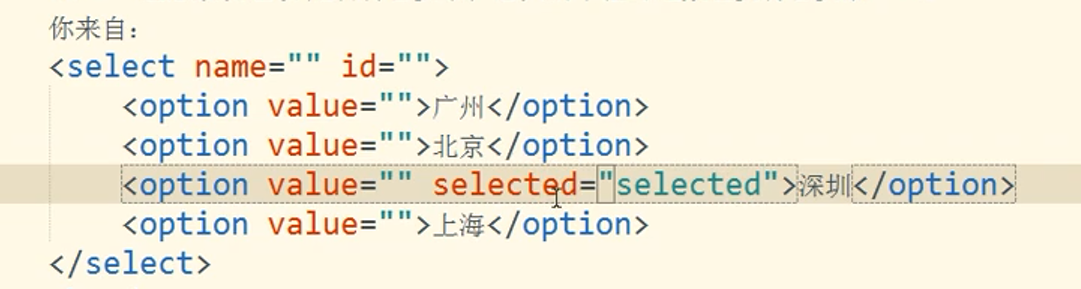 你来自：
<select name="" id="">
<option value="">广州</option>
<option value="">北京</option>
<option value="" selected="selected">深圳</option>
<option value="">上海</option>
</select>